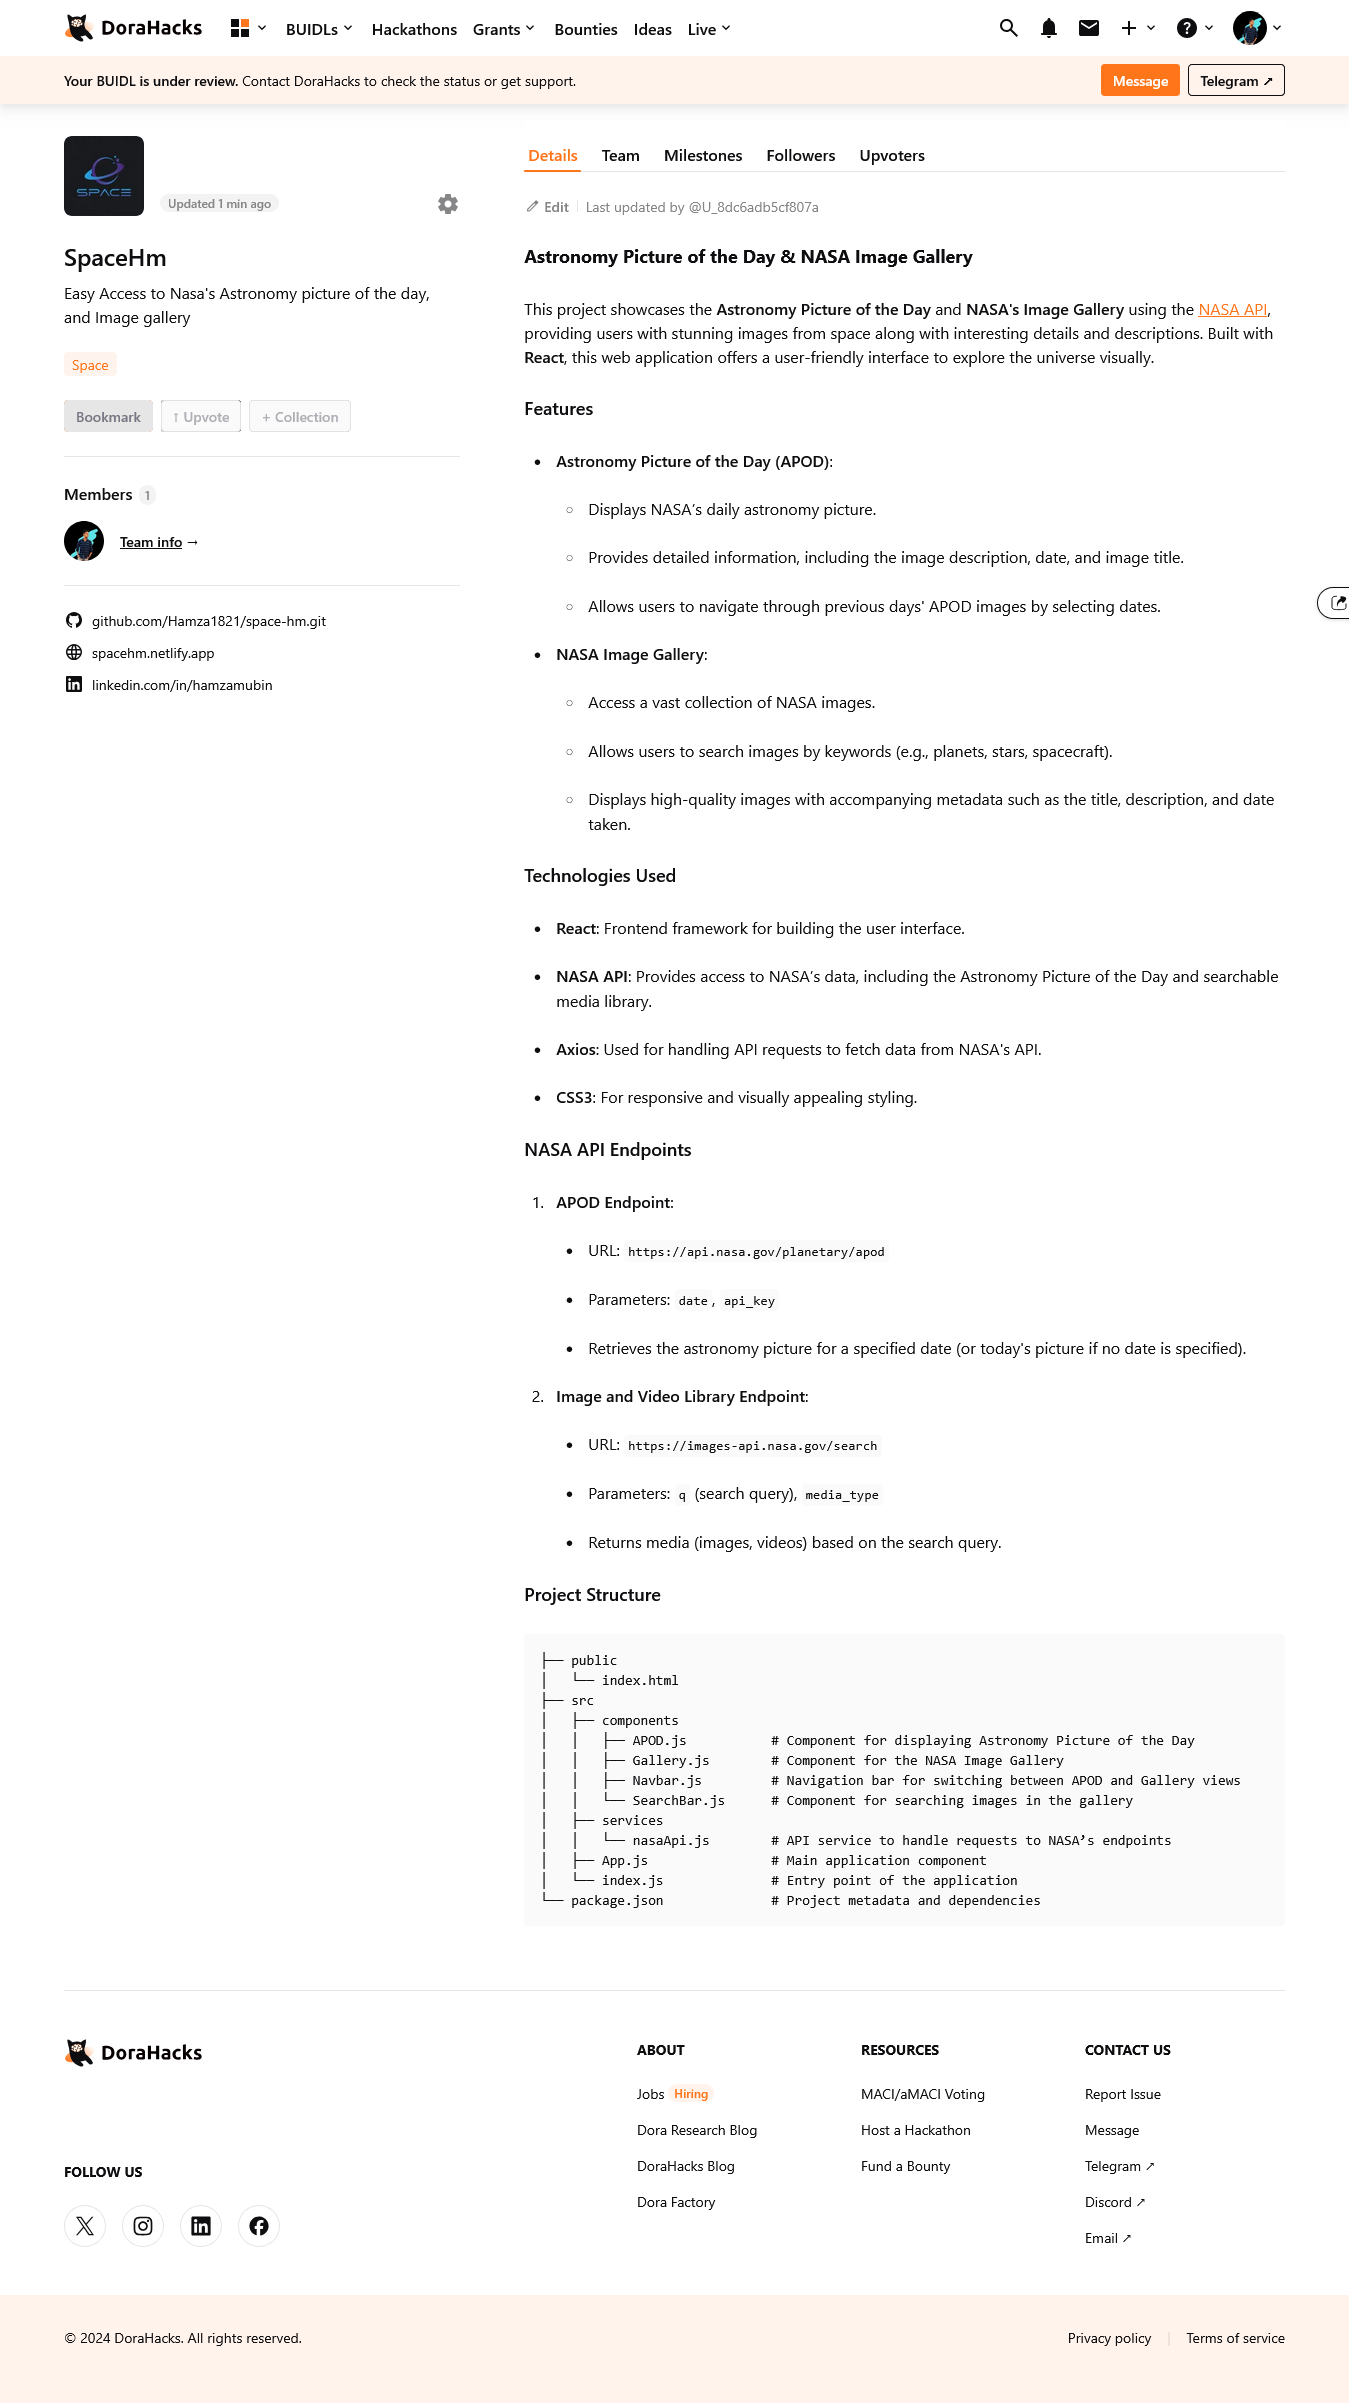 DoraHacks
BUIDLs
Hackathons
Grants
Bounties
Ideas
Live
Your BUIDL is under review. Contact DoraHacks to check the status or get support.
Message
Telegram ↗
SPACE
Updated 1 min ago
SpaceHm
Easy Access to Nasa's Astronomy picture of the day,
and Image gallery
Space
Bookmark
↑ Upvote
+ Collection
Members 1
Team info →
github.com/Hamza1821/space-hm.git
spacehm.netlify.app
linkedin.com/in/hamzamubin
Details
Team
Milestones
Followers
Upvoters
Edit
Last updated by @U_8dc6adb5cf807a
Astronomy Picture of the Day & NASA Image Gallery
This project showcases the Astronomy Picture of the Day and NASA's Image Gallery using the NASA API,
providing users with stunning images from space along with interesting details and descriptions. Built with
React, this web application offers a user-friendly interface to explore the universe visually.
Features
• Astronomy Picture of the Day (APOD):
○ Displays NASA’s daily astronomy picture.
○ Provides detailed information, including the image description, date, and image title.
○ Allows users to navigate through previous days' APOD images by selecting dates.
• NASA Image Gallery:
○ Access a vast collection of NASA images.
○ Allows users to search images by keywords (e.g., planets, stars, spacecraft).
○ Displays high-quality images with accompanying metadata such as the title, description, and date
taken.
Technologies Used
• React: Frontend framework for building the user interface.
• NASA API: Provides access to NASA’s data, including the Astronomy Picture of the Day and searchable
media library.
• Axios: Used for handling API requests to fetch data from NASA's API.
• CSS3: For responsive and visually appealing styling.
NASA API Endpoints
1. APOD Endpoint:
• URL: https://api.nasa.gov/planetary/apod
• Parameters: date, api_key
• Retrieves the astronomy picture for a specified date (or today's picture if no date is specified).
2. Image and Video Library Endpoint:
• URL: https://images-api.nasa.gov/search
• Parameters: q (search query), media_type
• Returns media (images, videos) based on the search query.
Project Structure
├── public
│   └── index.html
├── src
│   ├── components
│   │   ├── APOD.js           # Component for displaying Astronomy Picture of the Day
│   │   ├── Gallery.js        # Component for the NASA Image Gallery
│   │   ├── Navbar.js         # Navigation bar for switching between APOD and Gallery views
│   │   └── SearchBar.js      # Component for searching images in the gallery
│   ├── services
│   │   └── nasaApi.js        # API service to handle requests to NASA’s endpoints
│   ├── App.js                # Main application component
│   └── index.js              # Entry point of the application
└── package.json              # Project metadata and dependencies
DoraHacks
FOLLOW US
ABOUT
Jobs Hiring
Dora Research Blog
DoraHacks Blog
Dora Factory
RESOURCES
MACI/aMACI Voting
Host a Hackathon
Fund a Bounty
CONTACT US
Report Issue
Message
Telegram ↗
Discord ↗
Email ↗
© 2024 DoraHacks. All rights reserved.
Privacy policy | Terms of service